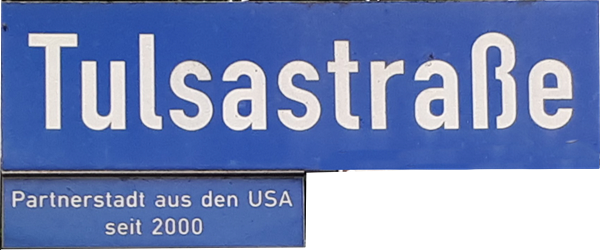 Tulsastraße
Partnerstadt aus den USA
seit 2000